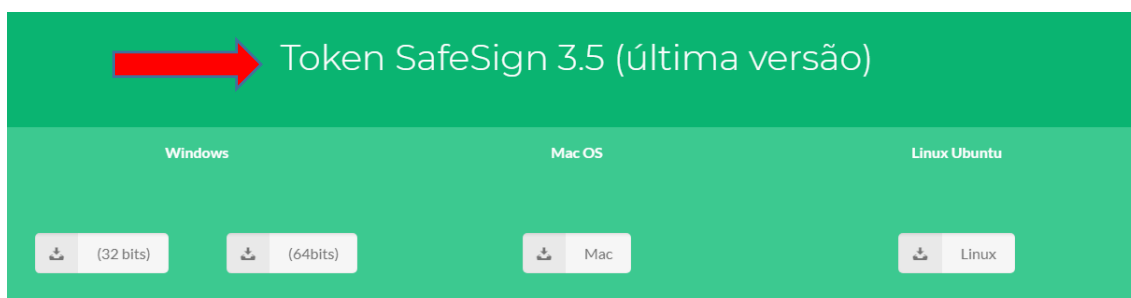 Token SafeSign 3.5 (última versão)
Windows Mac OS Linux Ubuntu
(32 bits) (64bits) Mac Linux